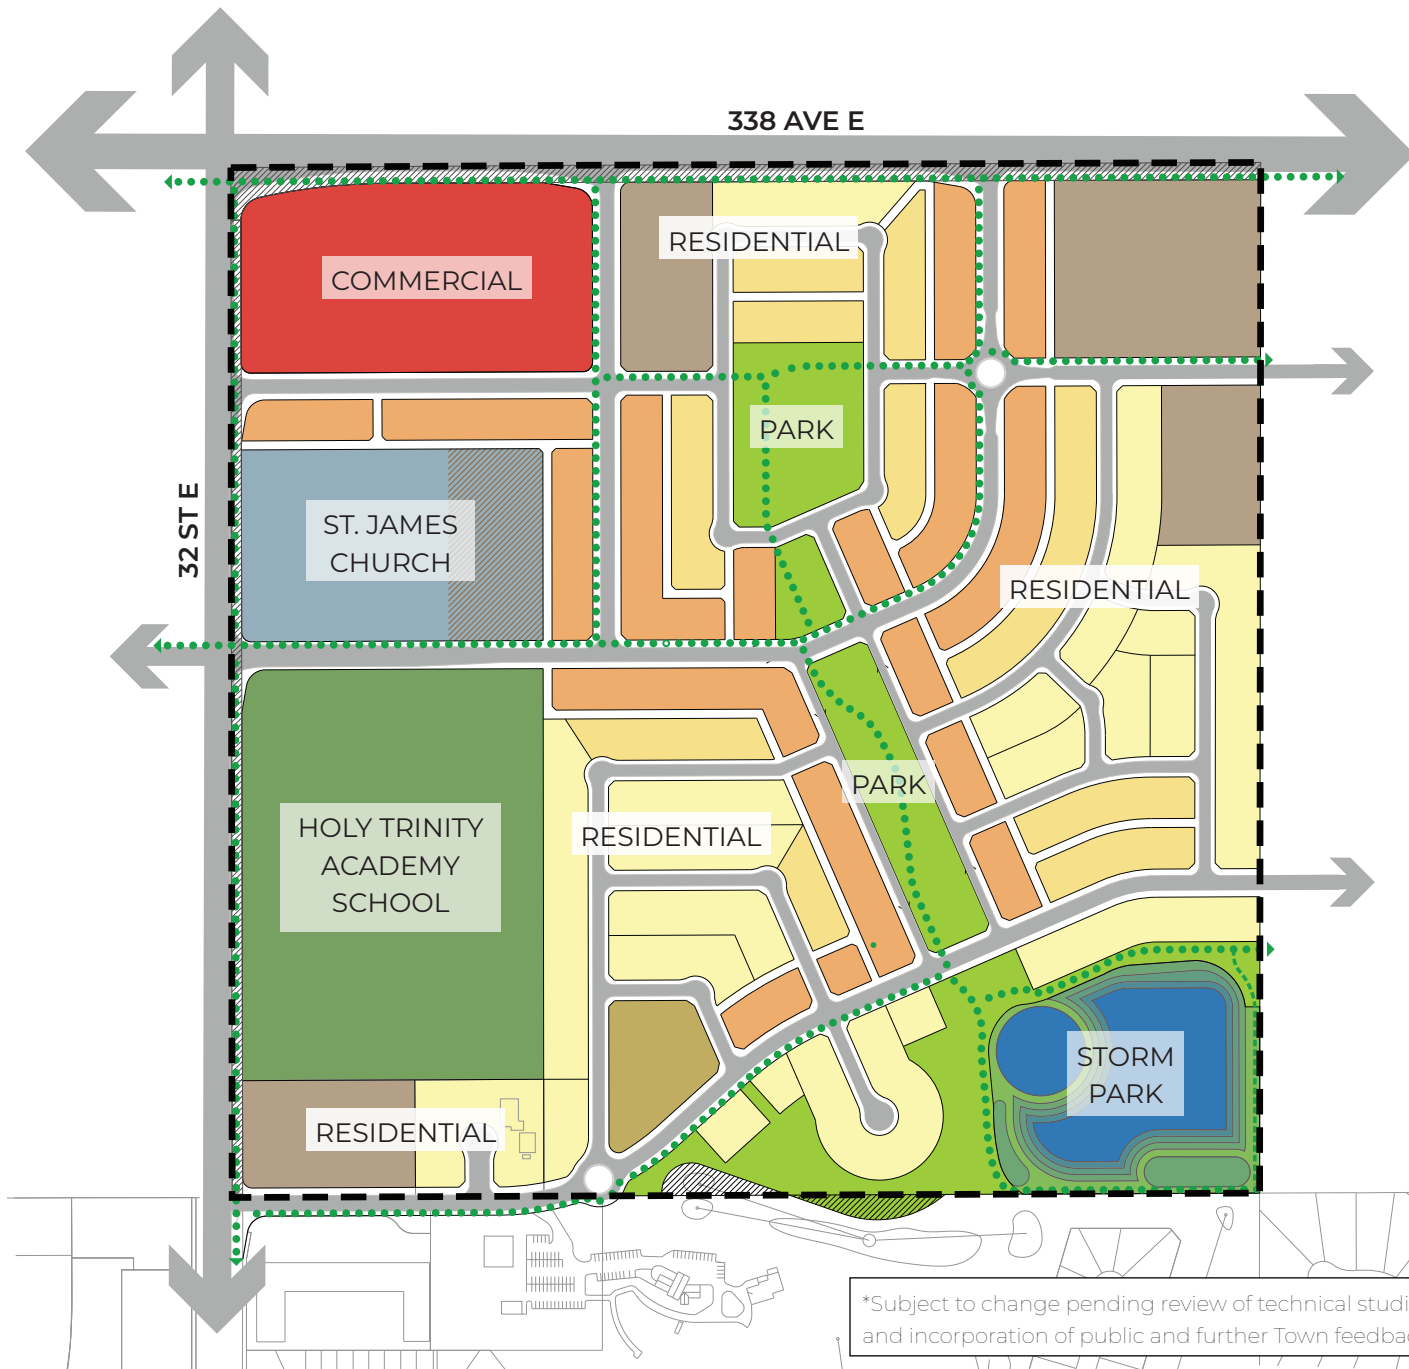 338 AVE E
RESIDENTIAL
COMMERCIAL
PARK
32 ST E
ST. JAMES
CHURCH
RESIDENTIAL
PARK
HOLY TRINITY
ACADEMY
SCHOOL
RESIDENTIAL
STORM
PARK
RESIDENTIAL
*Subject to change pending review of technical studi
and incorporation of public and further Town feedbac